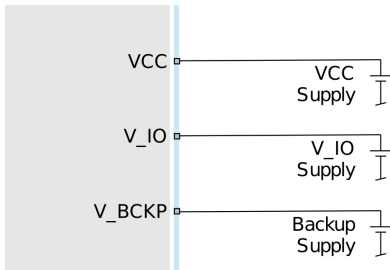 VCC
VCC
Supply
V_IO
V_IO
Supply
V_BCKP
Backup
Supply